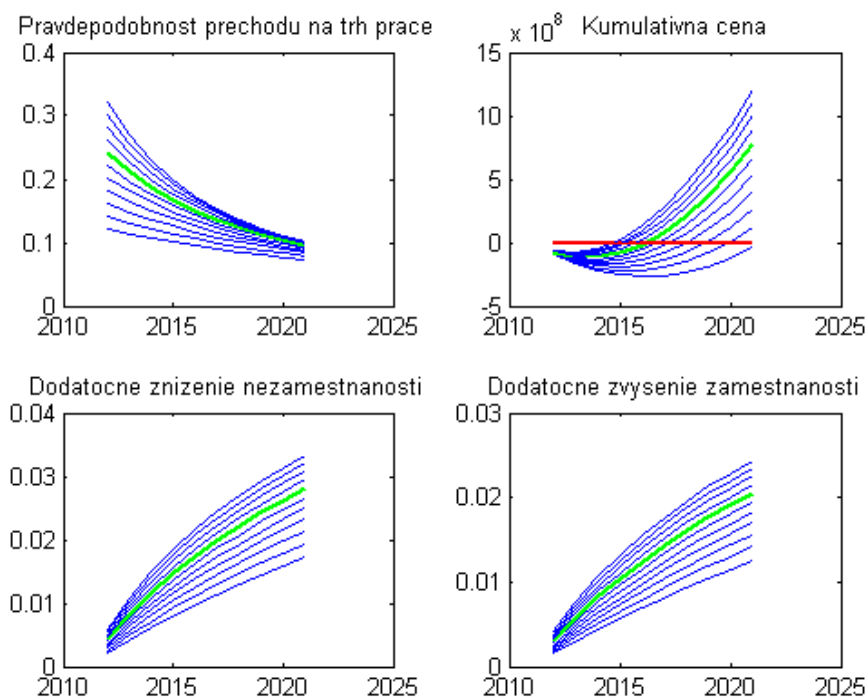 Pravdepodobnost prechodu na trh prace
0.4
0.3
0.2
0.1
0
2010 2015 2020 2025
x 10^8 Kumulativna cena
15
10
5
0
-5
2010 2015 2020 2025
Dodatocne znizenie nezamestnanosti
0.04
0.03
0.02
0.01
0
2010 2015 2020 2025
Dodatocne zvysenie zamestnanosti
0.03
0.02
0.01
0
2010 2015 2020 2025